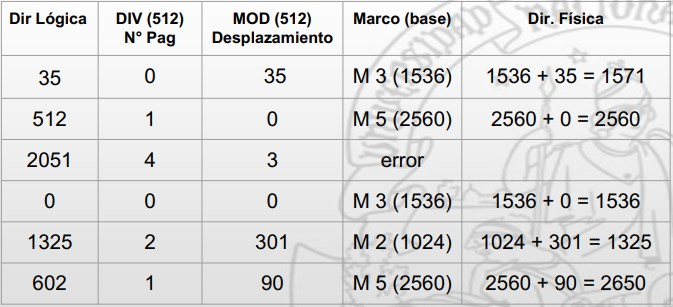 Dir Lógica DIV (512) MOD (512) Marco (base) Dir. Física
Nº Pag Desplazamiento
35 0 35 M 3 (1536) 1536 + 35 = 1571
512 1 0 M 5 (2560) 2560 + 0 = 2560
2051 4 3 error
0 0 0 M 3 (1536) 1536 + 0 = 1536
1325 2 301 M 2 (1024) 1024 + 301 = 1325
602 1 90 M 5 (2560) 2560 + 90 = 2650